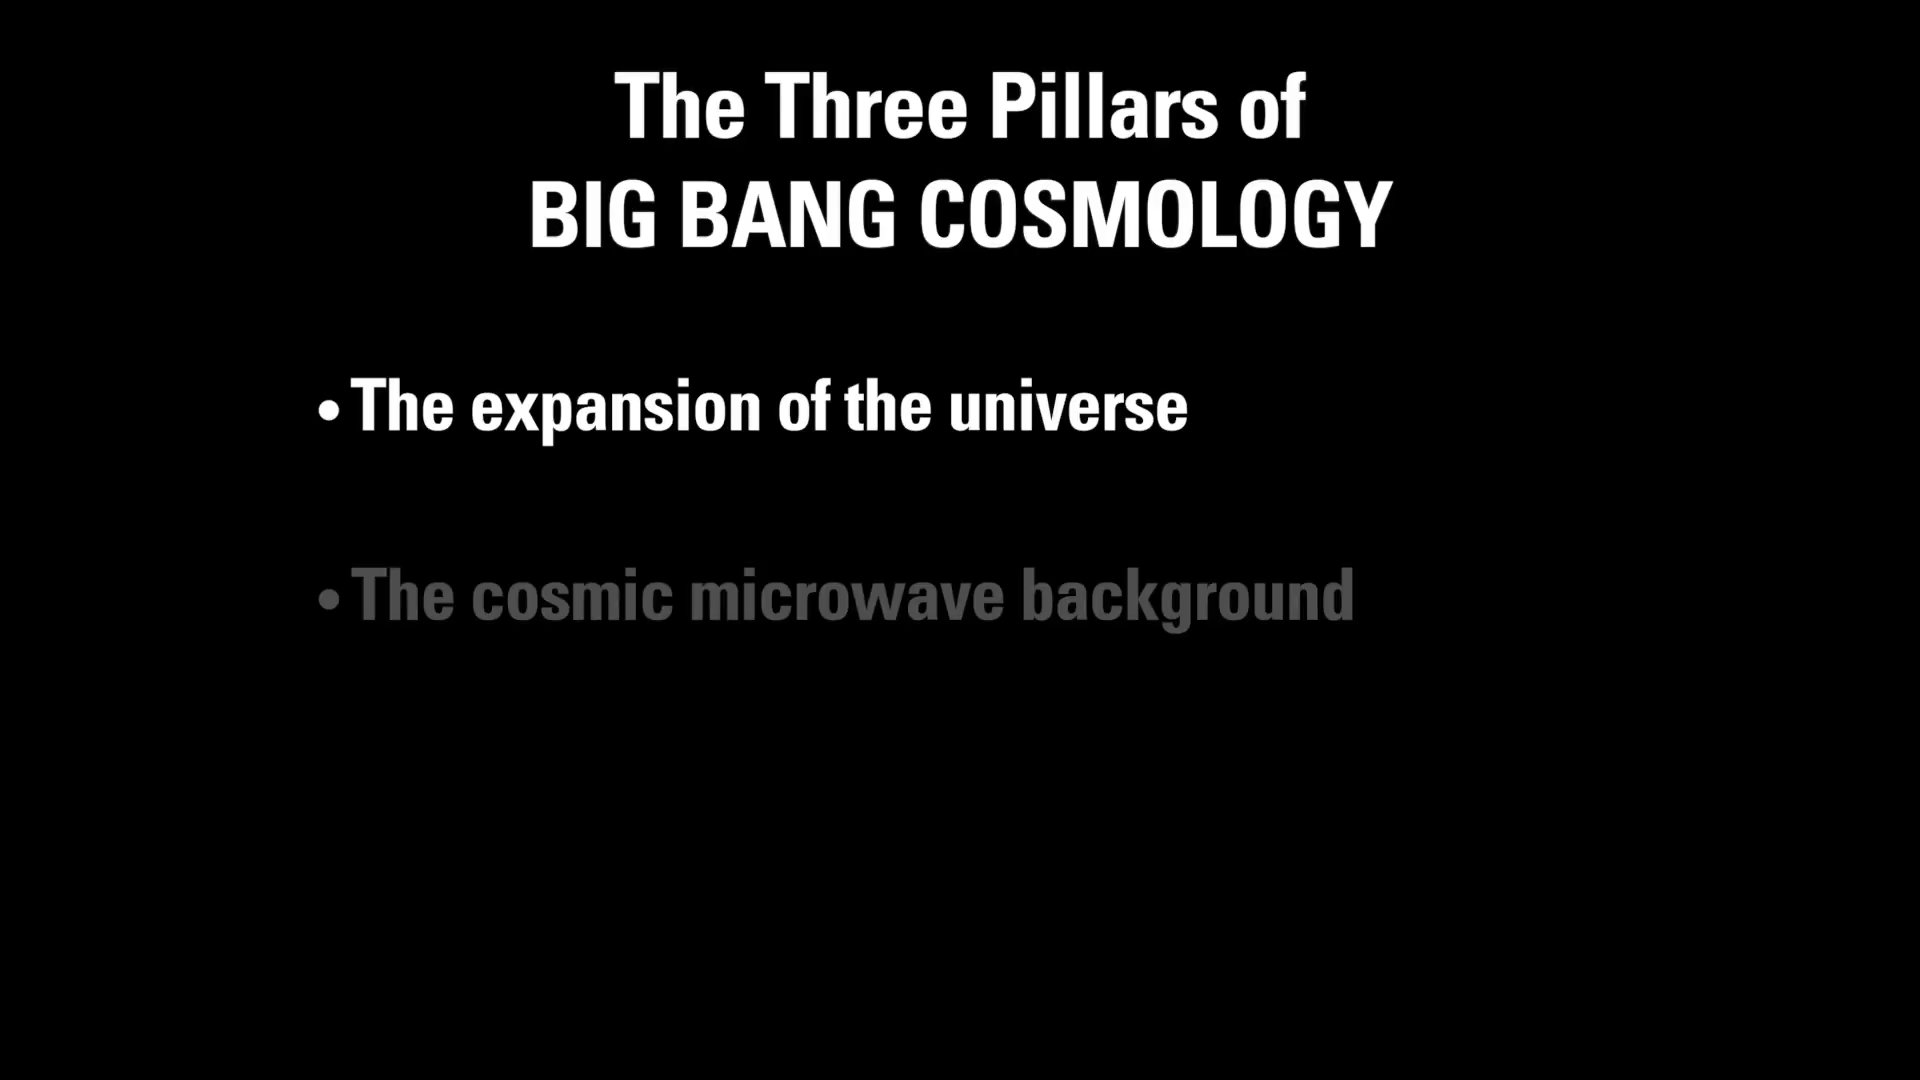 The Three Pillars of
BIG BANG COSMOLOGY
• The expansion of the universe
• The cosmic microwave background